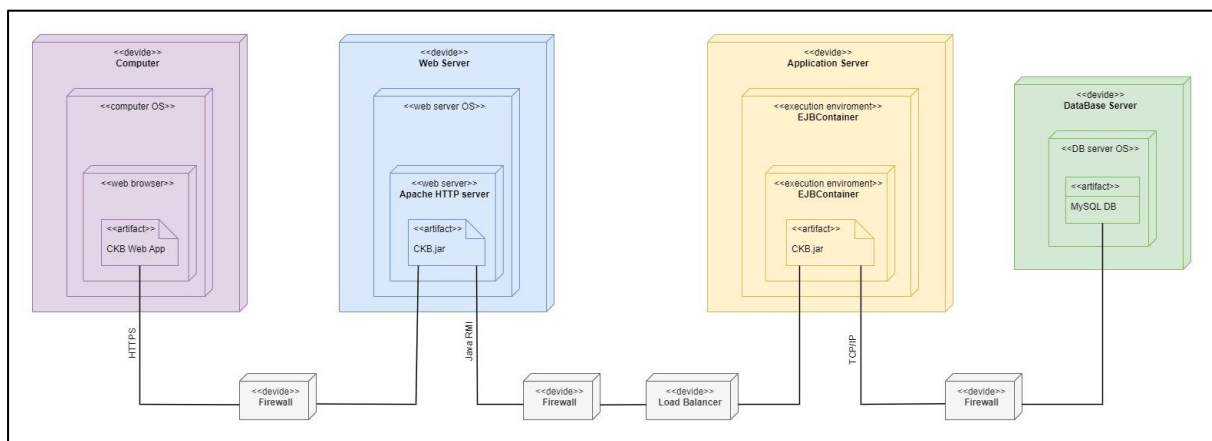 <<devide>>
Computer
<<computer OS>>
<<web browser>>
<<artifact>>
CKB Web App
HTTPS
<<devide>>
Firewall
<<devide>>
Web Server
<<web server OS>>
<<web server>>
Apache HTTP server
<<artifact>>
CKB.jar
Java RMI
<<devide>>
Firewall
<<devide>>
Load Balancer
<<devide>>
Application Server
<<execution enviroment>>
EJBContainer
<<execution enviroment>>
EJBContainer
<<artifact>>
CKB.jar
TCP/IP
<<devide>>
Firewall
<<devide>>
DataBase Server
<<DB server OS>>
<<artifact>>
MySQL DB